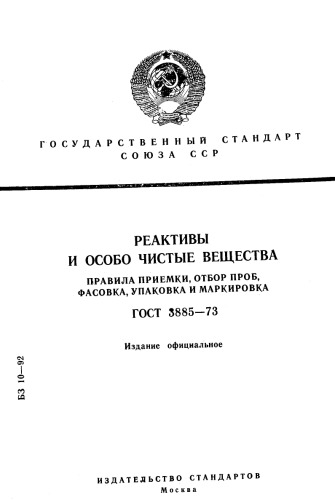 ГОСУДАРСТВЕННЫЙ СТАНДАРТ
СОЮЗА ССР
РЕАКТИВЫ
И ОСОБО ЧИСТЫЕ ВЕЩЕСТВА
ПРАВИЛА ПРИЕМКИ, ОТБОР ПРОБ,
ФАСОВКА, УПАКОВКА И МАРКИРОВКА
ГОСТ 3885—73
Издание официальное
БЗ 10—92
ИЗДАТЕЛЬСТВО СТАНДАРТОВ
Москва